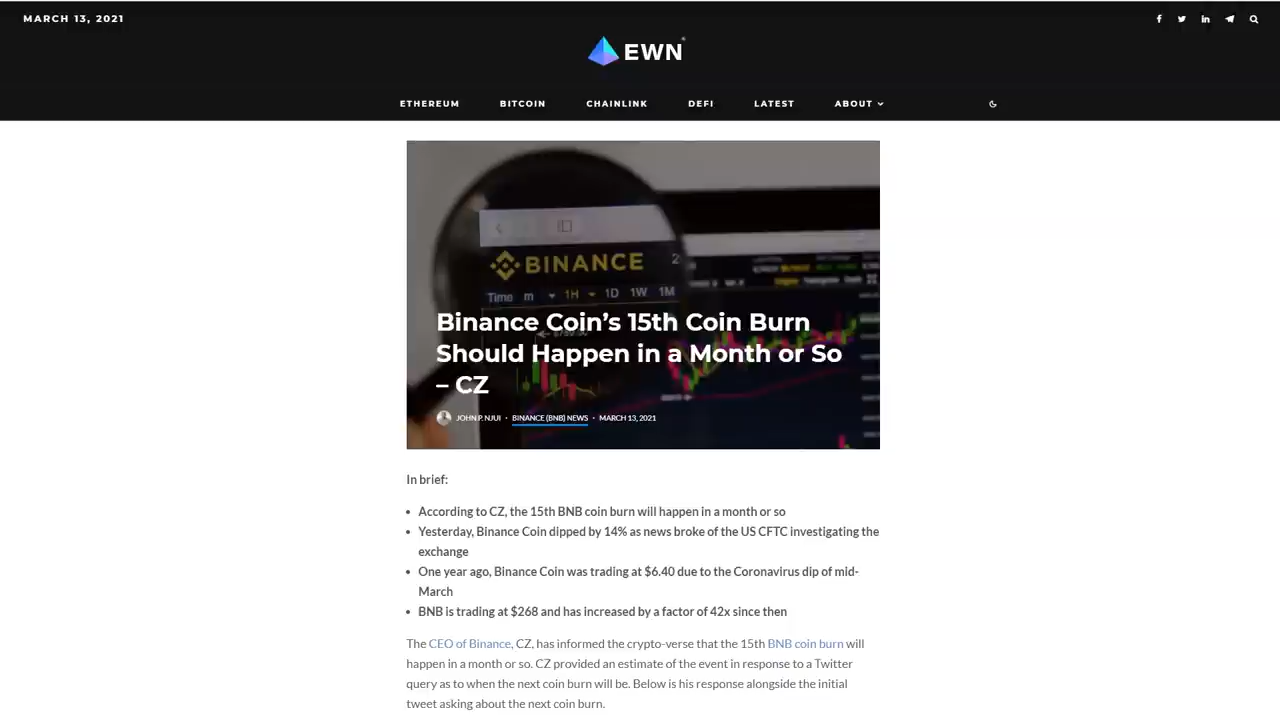 MARCH 13, 2021
EWN
ETHEREUM BITCOIN CHAINLINK DEFI LATEST ABOUT
BINANCE 2
Time m 1H 1D 1W 1M
Binance Coin’s 15th Coin Burn
Should Happen in a Month or So
– CZ
JOHN P. NJUI · BINANCE (BNB) NEWS · MARCH 13, 2021
In brief:
• According to CZ, the 15th BNB coin burn will happen in a month or so
• Yesterday, Binance Coin dipped by 14% as news broke of the US CFTC investigating the
exchange
• One year ago, Binance Coin was trading at $6.40 due to the Coronavirus dip of mid-
March
• BNB is trading at $268 and has increased by a factor of 42x since then
The CEO of Binance, CZ, has informed the crypto-verse that the 15th BNB coin burn will
happen in a month or so. CZ provided an estimate of the event in response to a Twitter
query as to when the next coin burn will be. Below is his response alongside the initial
tweet asking about the next coin burn.